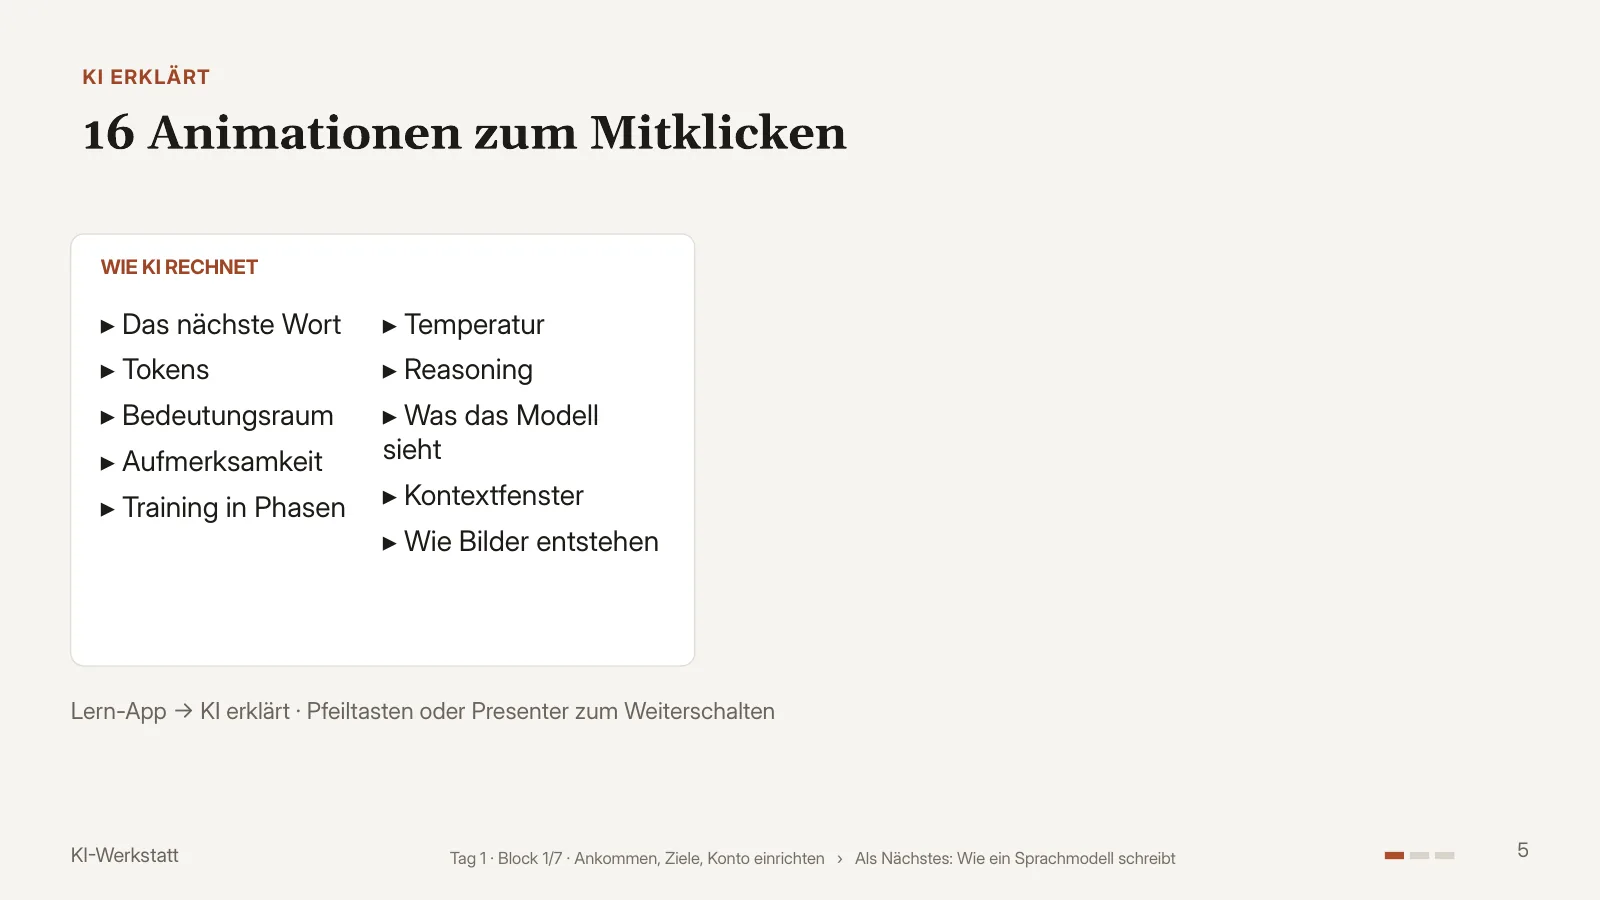 KI ERKLÄRT
16 Animationen zum Mitklicken
WIE KI RECHNET
▸ Das nächste Wort
▸ Tokens
▸ Bedeutungsraum
▸ Aufmerksamkeit
▸ Training in Phasen
▸ Temperatur
▸ Reasoning
▸ Was das Modell
sieht
▸ Kontextfenster
▸ Wie Bilder entstehen
Lern-App → KI erklärt · Pfeiltasten oder Presenter zum Weiterschalten
KI-Werkstatt
Tag 1 · Block 1/7 · Ankommen, Ziele, Konto einrichten › Als Nächstes: Wie ein Sprachmodell schreibt
5